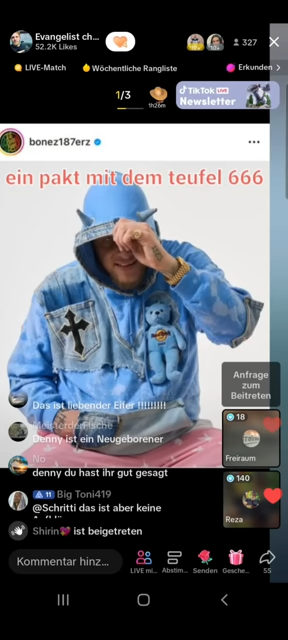 Evangelist ch...
52.2K Likes
327
LIVE-Match
Wöchentliche Rangliste
Erkunden
1/3
1h26m
TikTok LIVE
Newsletter
bonez187erz
ein pakt mit dem teufel 666
Anfrage
zum
Beitreten
Das ist liebender Eifer !!!!!!!!!
MeisterderFische
Denny ist ein Neugeborener
No
denny du hast ihr gut gesagt
11 Big Toni419
@Schritti das ist aber keine
18
Freiraum
140
Reza
Shirin ist beigetreten
Kommentar hinz...
LIVE mi...
Abstim...
Senden
Gesche...
55